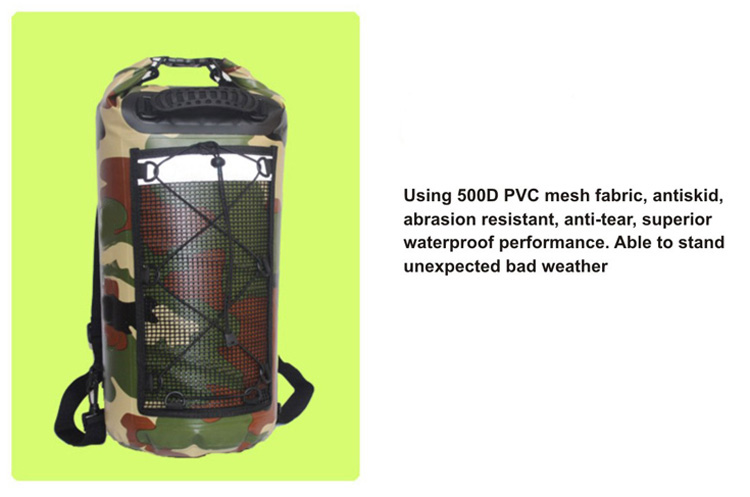 Using 500D PVC mesh fabric, antiskid,
abrasion resistant, anti-tear, superior
waterproof performance. Able to stand
unexpected bad weather